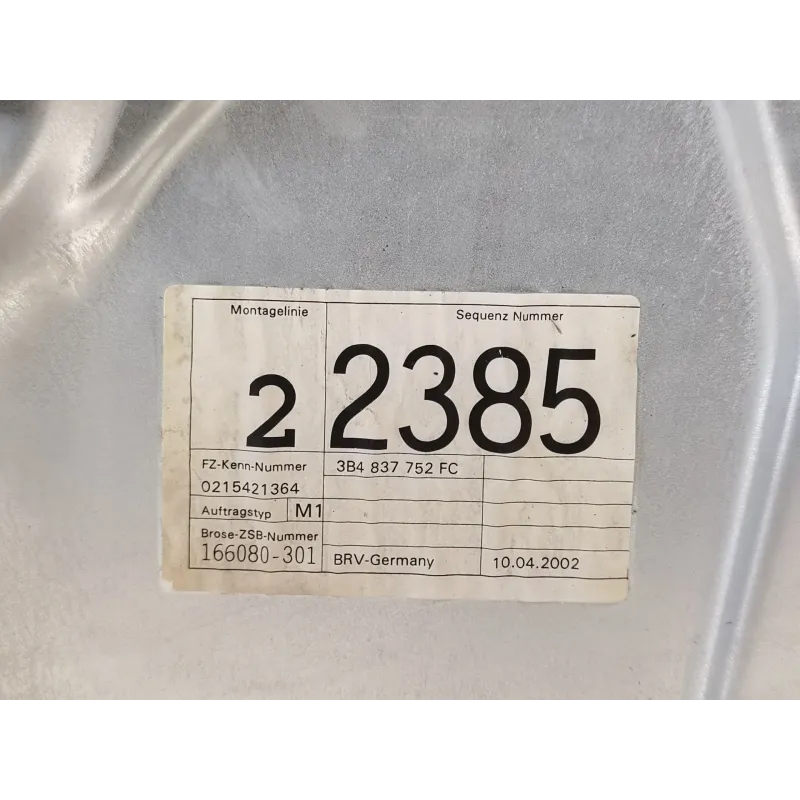 Montagelinie
Sequenz Nummer
2
2385
FZ-Kenn-Nummer
3B4 837 752 FC
0215421364
Auftragstyp
M1
Brose-ZSB-Nummer
166080-301
BRV-Germany
10.04.2002